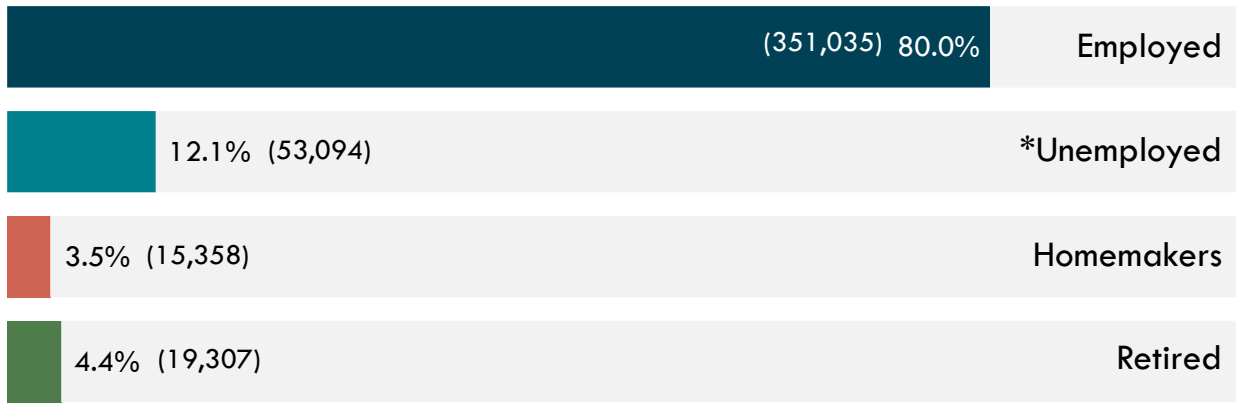 (351,035) 80.0% Employed
12.1% (53,094) *Unemployed
3.5% (15,358) Homemakers
4.4% (19,307) Retired